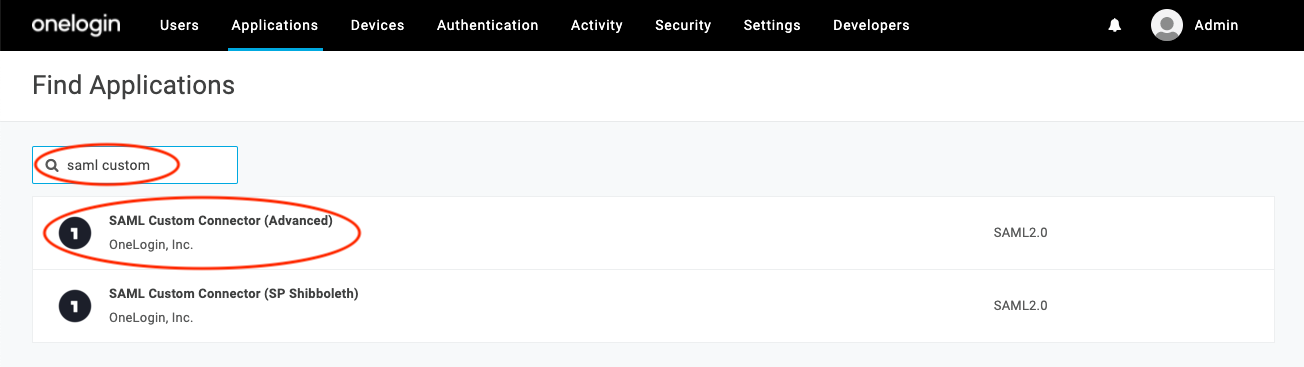 onelogin Users Applications Devices Authentication Activity Security Settings Developers Admin
Find Applications
saml custom
SAML Custom Connector (Advanced)
SAML2.0
OneLogin, Inc.
SAML Custom Connector (SP Shibboleth)
SAML2.0
OneLogin, Inc.